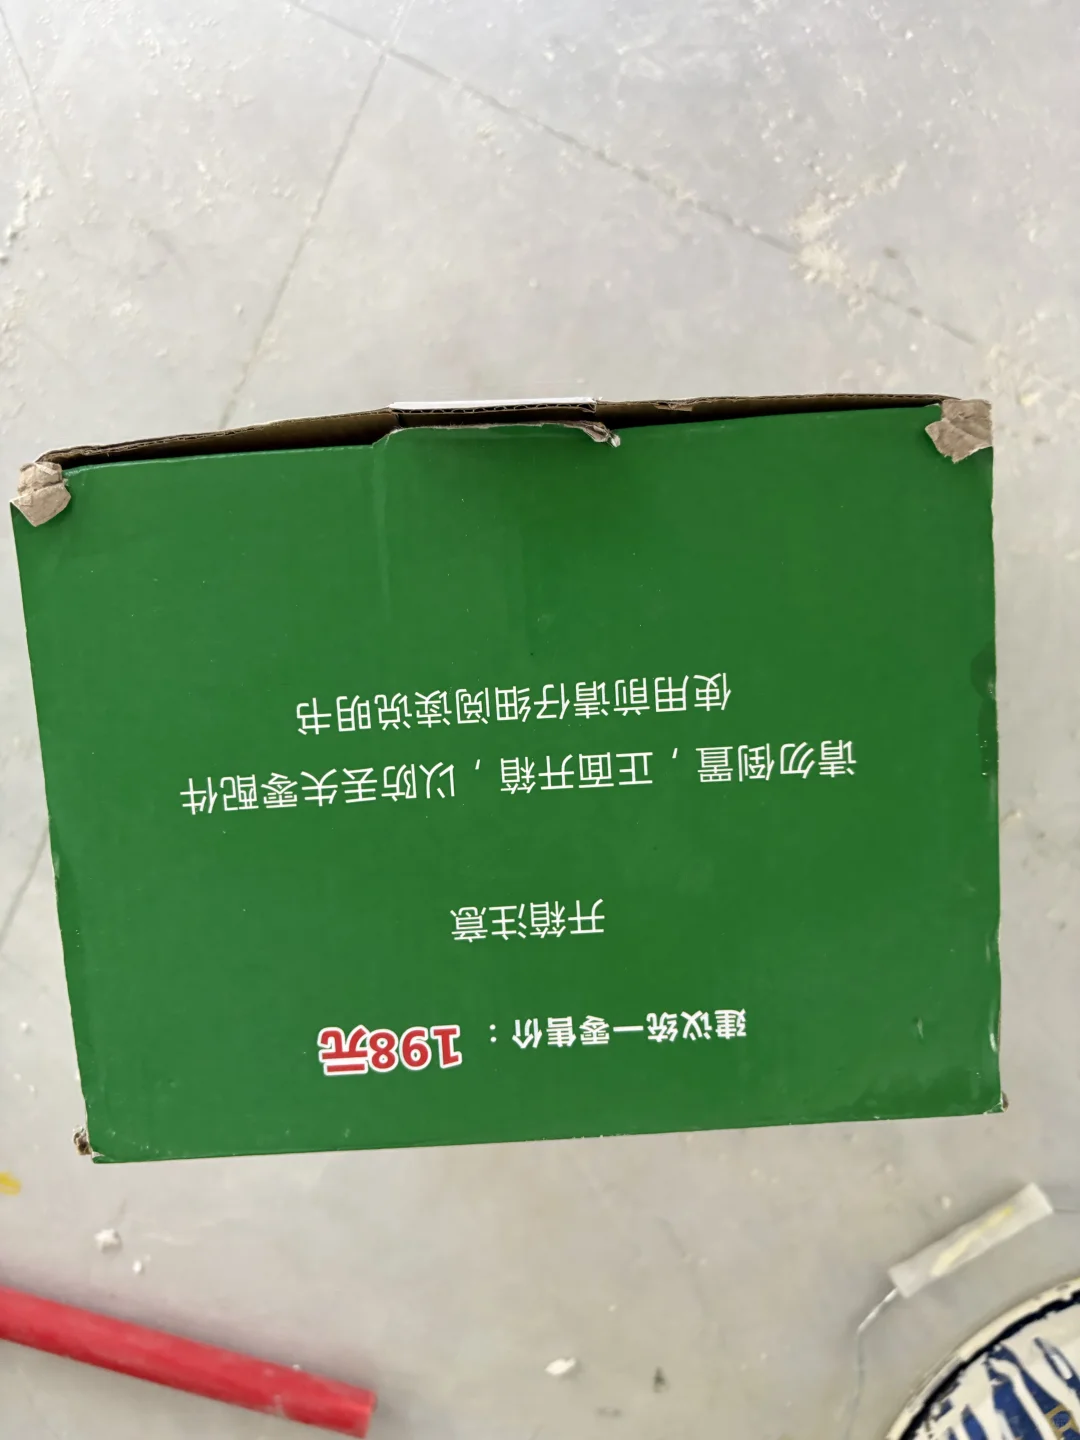 建议统一零售价：198元
开箱注意
请勿倒置，正面开箱，以防丢失零配件
使用前请仔细阅读说明书